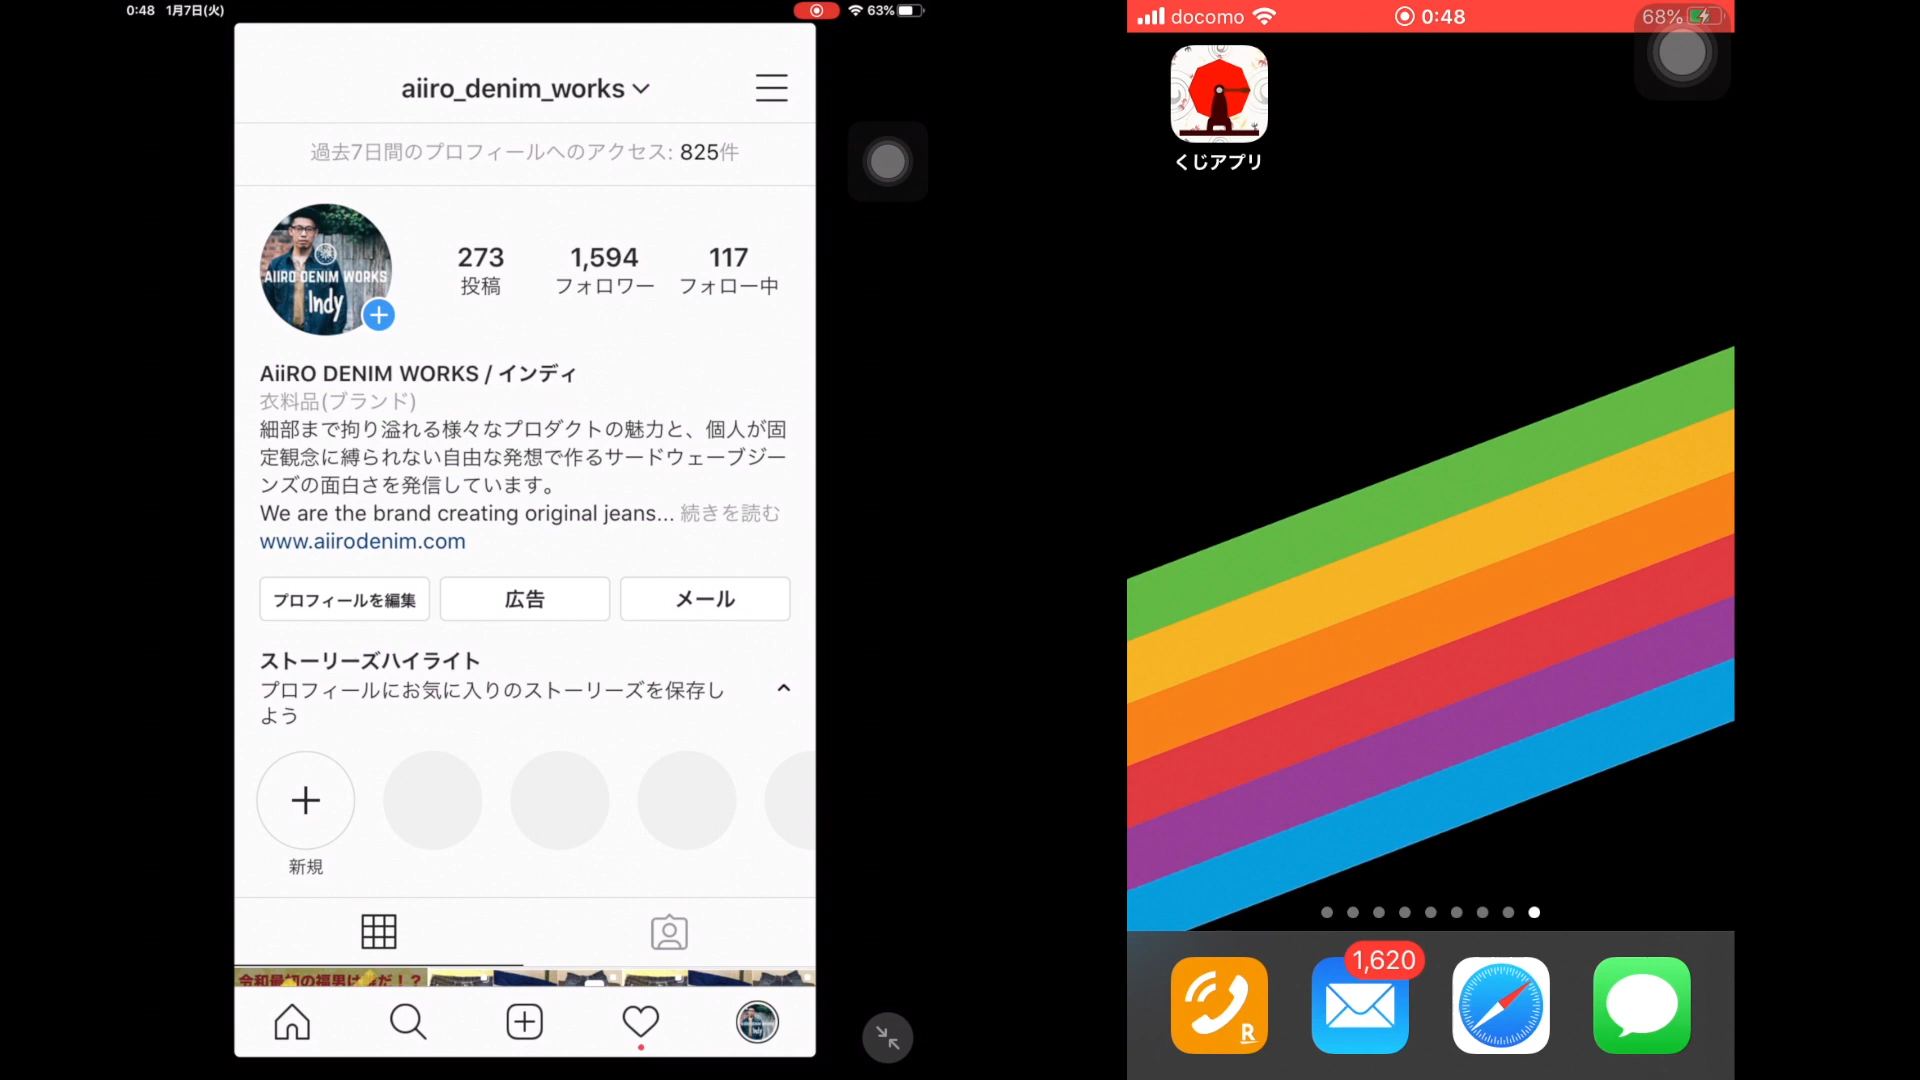 0:48 1月7日(火)
63%
aiiro_denim_works
過去7日間のプロフィールへのアクセス: 825件
AIIRO DENIM WORKS
Indy
273
投稿
1,594
フォロワー
117
フォロー中
AiiRO DENIM WORKS / インディ
衣料品(ブランド)
細部まで拘り溢れる様々なプロダクトの魅力と、個人が固
定観念に縛られない自由な発想で作るサードウェーブジー
ンズの面白さを発信しています。
We are the brand creating original jeans... 続きを読む
www.aiirodenim.com
プロフィールを編集
広告
メール
ストーリーズハイライト
プロフィールにお気に入りのストーリーズを保存し
よう
新規
docomo
0:48
68%
くじアプリ
1,620
R